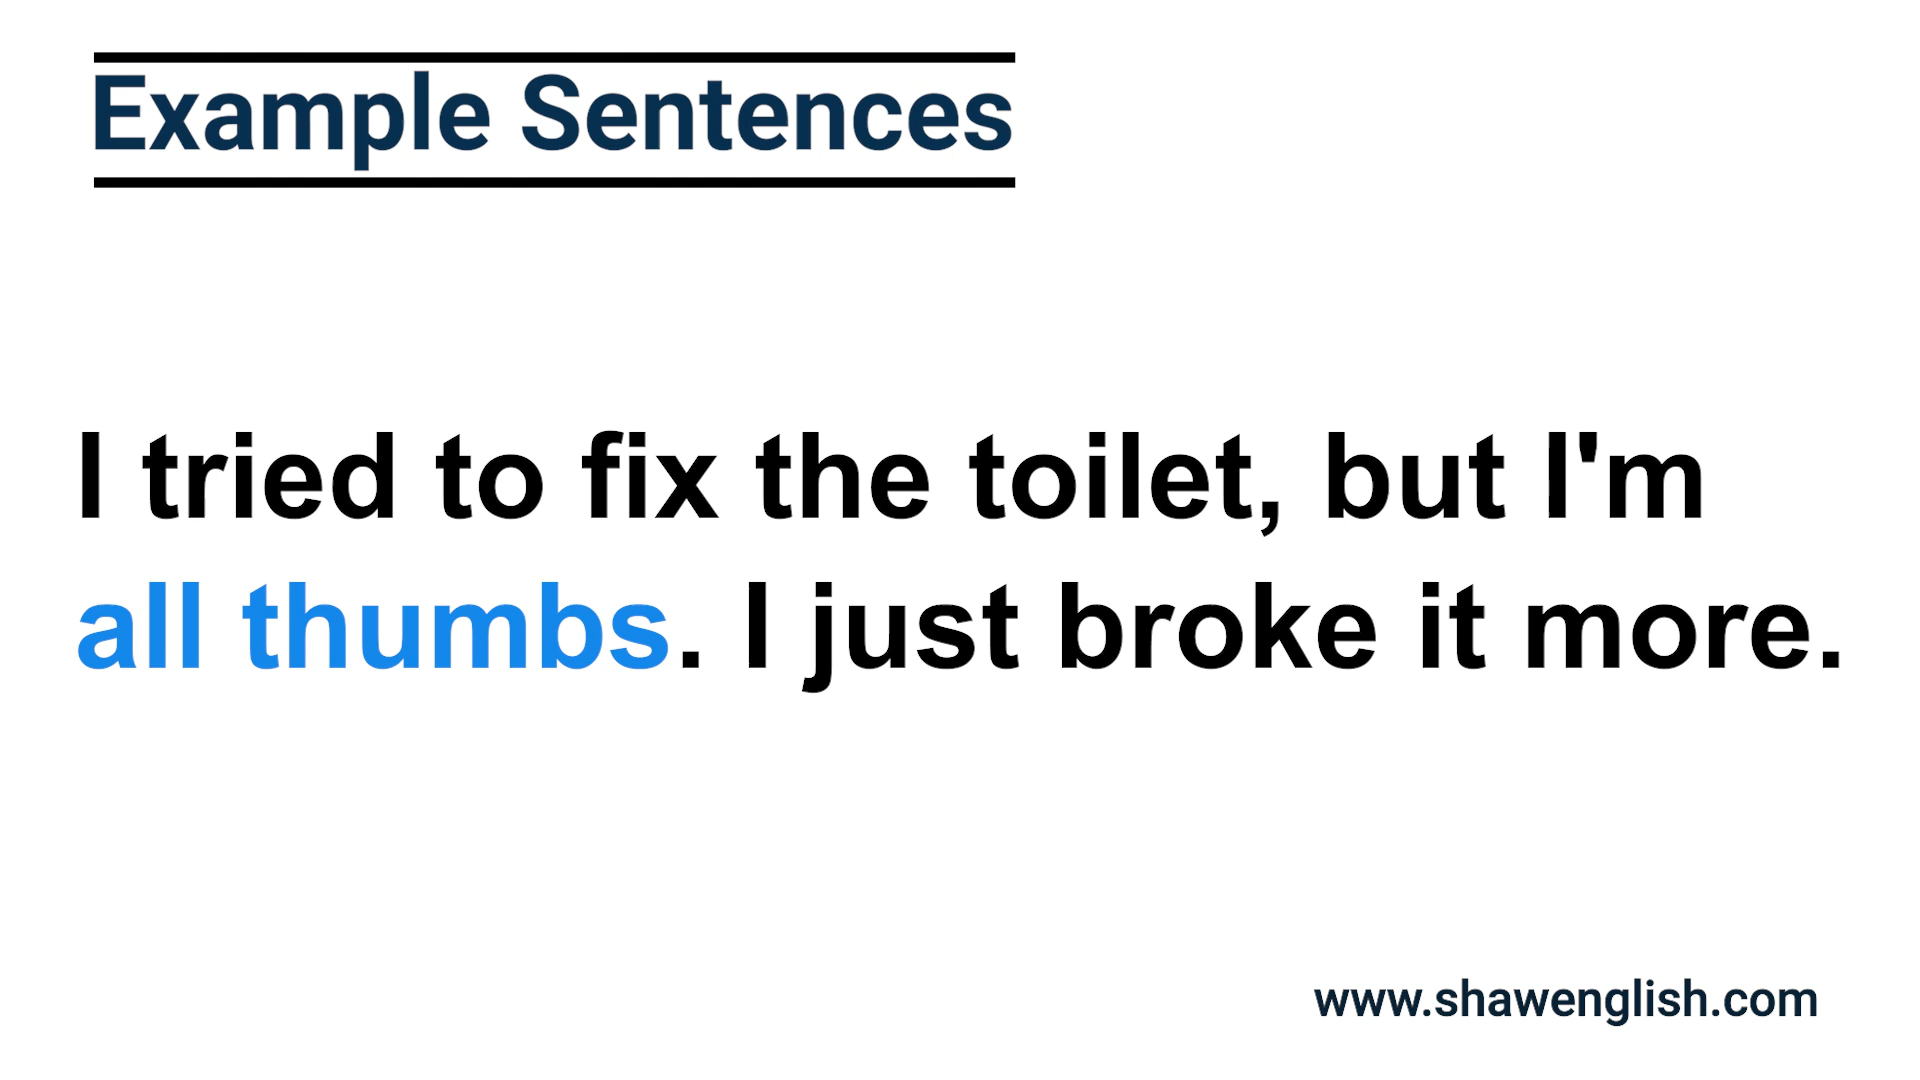 Example Sentences
I tried to fix the toilet, but I'm
all thumbs. I just broke it more.
www.shawenglish.com